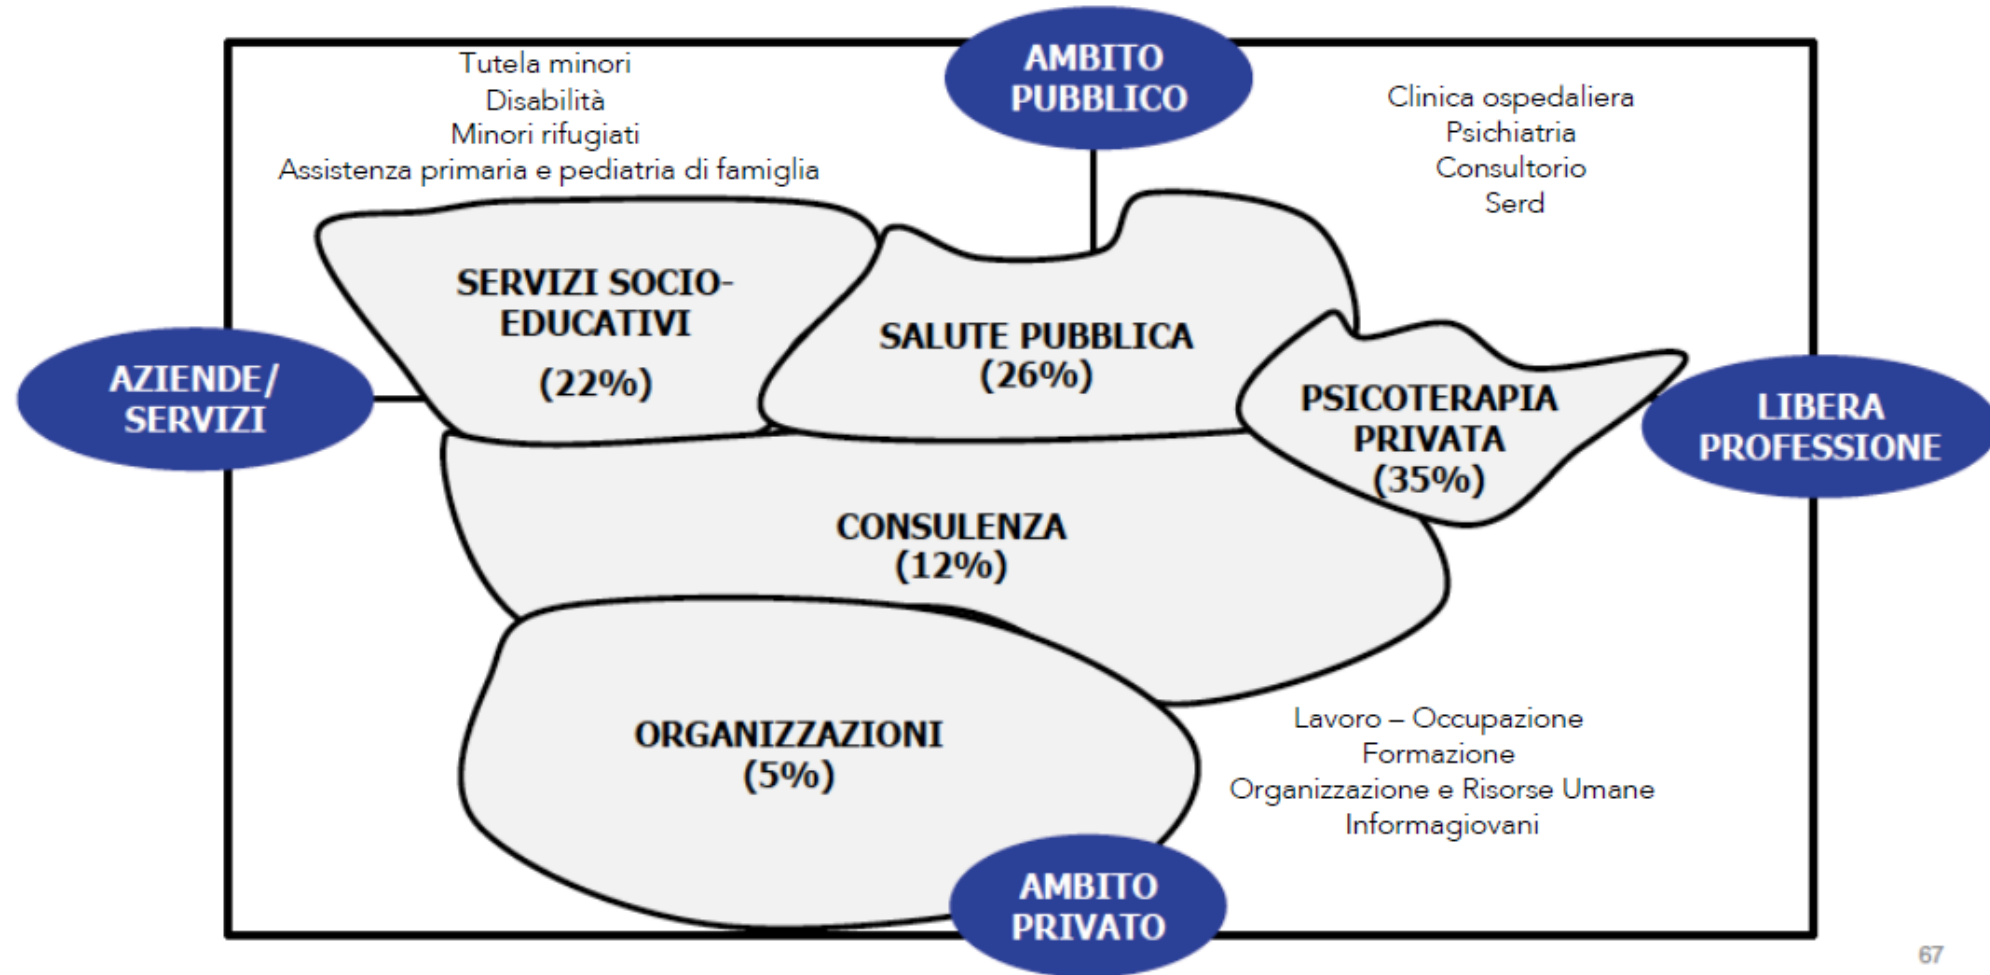 Tutela minori
Disabilità
Minori rifugiati
Assistenza primaria e pediatria di famiglia
AMBITO
PUBBLICO
Clinica ospedaliera
Psichiatria
Consultorio
Serd
SERVIZI SOCIO-
EDUCATIVI
(22%)
SALUTE PUBBLICA
(26%)
AZIENDE/
SERVIZI
PSICOTERAPIA
PRIVATA
(35%)
LIBERA
PROFESSIONE
CONSULENZA
(12%)
ORGANIZZAZIONI
(5%)
Lavoro – Occupazione
Formazione
Organizzazione e Risorse Umane
Informagiovani
AMBITO
PRIVATO
67